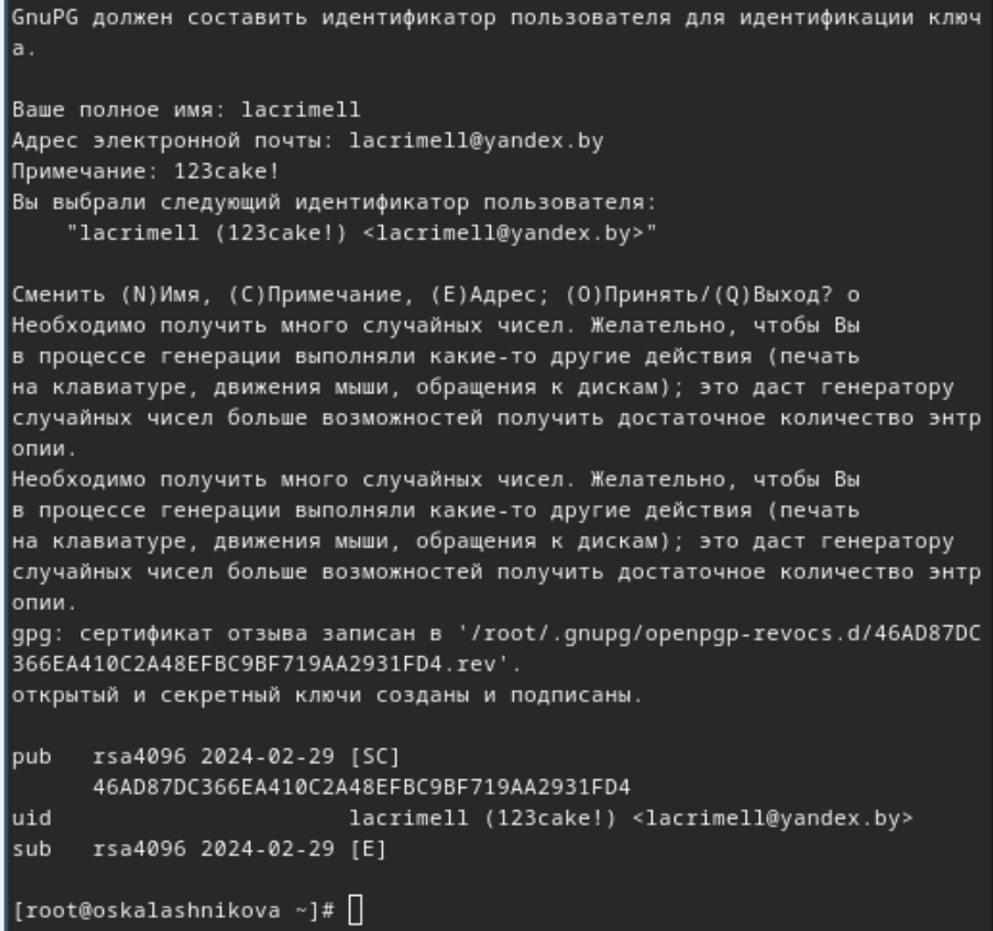 GnuPG должен составить идентификатор пользователя для идентификации ключ
а.
Ваше полное имя: lacrimell
Адрес электронной почты: lacrimell@yandex.by
Примечание: 123cake!
Вы выбрали следующий идентификатор пользователя:
"lacrimell (123cake!) <lacrimell@yandex.by>"
Сменить (N)Имя, (C)Примечание, (E)Адрес; (O)Принять/(Q)Выход? o
Необходимо получить много случайных чисел. Желательно, чтобы Вы
в процессе генерации выполняли какие-то другие действия (печать
на клавиатуре, движения мыши, обращения к дискам); это даст генератору
случайных чисел больше возможностей получить достаточное количество энтр
опии.
Необходимо получить много случайных чисел. Желательно, чтобы Вы
в процессе генерации выполняли какие-то другие действия (печать
на клавиатуре, движения мыши, обращения к дискам); это даст генератору
случайных чисел больше возможностей получить достаточное количество энтр
опии.
gpg: сертификат отзыва записан в '/root/.gnupg/openpgp-revocs.d/46AD87DC
366EA410C2A48EFBC9BF719AA2931FD4.rev'.
открытый и секретный ключи созданы и подписаны.
pub   rsa4096 2024-02-29 [SC]
46AD87DC366EA410C2A48EFBC9BF719AA2931FD4
uid                      lacrimell (123cake!) <lacrimell@yandex.by>
sub   rsa4096 2024-02-29 [E]
[root@oskalashnikova ~]#